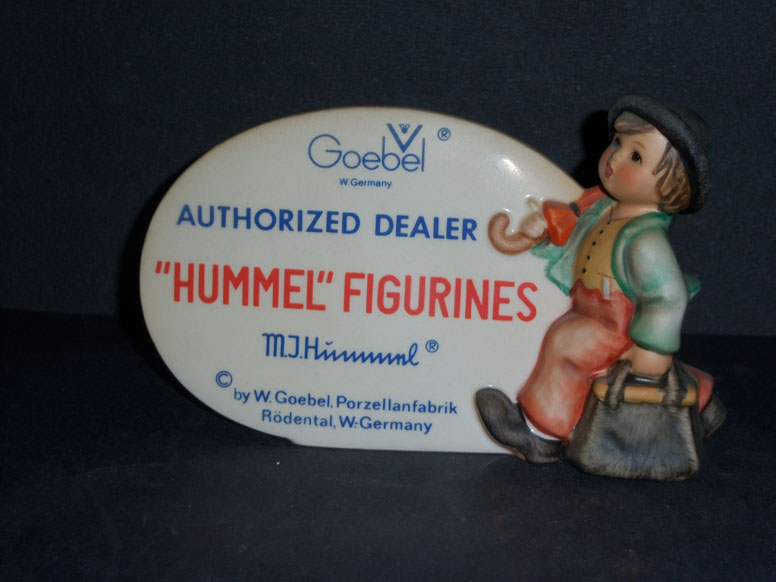 Goebel ®
W. Germany
AUTHORIZED DEALER
"HUMMEL" FIGURINES
M.J.Hummel ®
© by W. Goebel, Porzellanfabrik
Rödental, W.-Germany